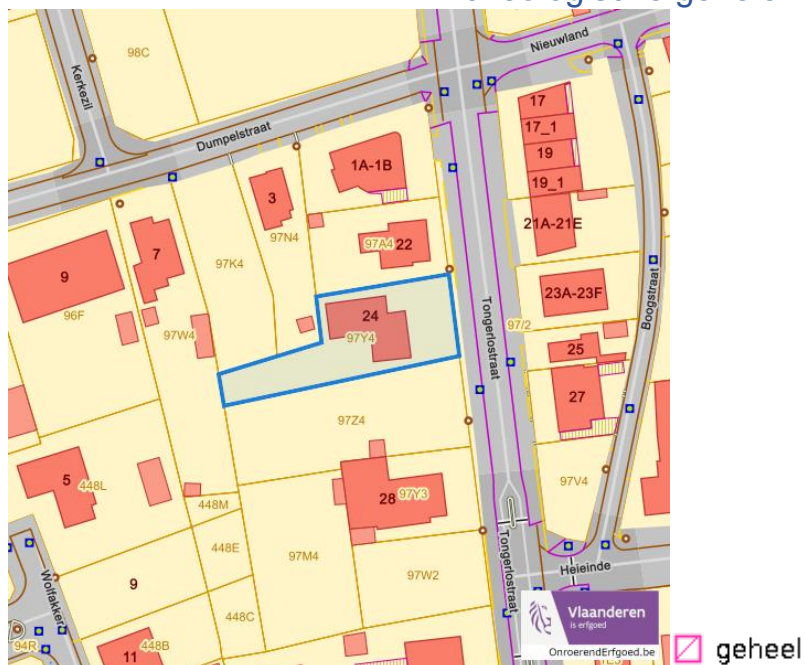 98C
Nieuwland
Kerkezil
Dumpelstraat
17
17_1
19
19_1
1A-1B
3
97N4
21A-21E
97A4 22
7
97K4
9
96F
23A-23F
Boogstraat
Tongerlostraat
97/2
24
97Y4
97W4
25
27
97Z4
5
448L
448M
28 97Y3
97V4
448E
97M4
97W2
Tongerlostraat
Heieinde
Wolfakker
9
448C
94R
11
448B
Vlaanderen
is erfgoed
OnroerendErfgoed.be
geheel